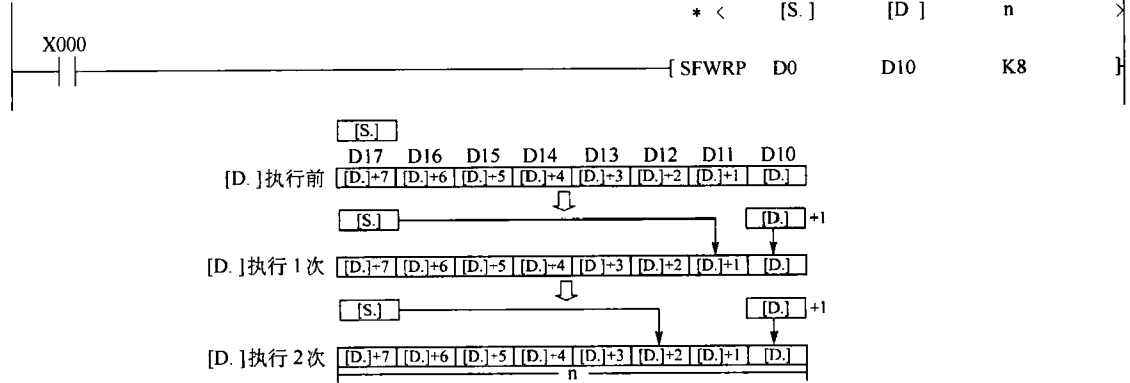 * < [S. ] [D ] n >
X000
SFWRP D0 D10 K8
[S.]
D17 D16 D15 D14 D13 D12 D11 D10
[D. ]执行前 [D.]+7 [D.]+6 [D.]+5 [D.]+4 [D.]+3 [D.]+2 [D.]+1 [D.]
[S.] [D.] +1
[D. ]执行 1 次 [D.]+7 [D.]+6 [D.]+5 [D.]+4 [D ]+3 [D.]+2 [D.]+1 [D.]
[S.] [D.] +1
[D. ]执行 2 次 [D.]+7 [D.]+6 [D.]+5 [D.]+4 [D.]+3 [D.]+2 [D.]+1 [D.]
n